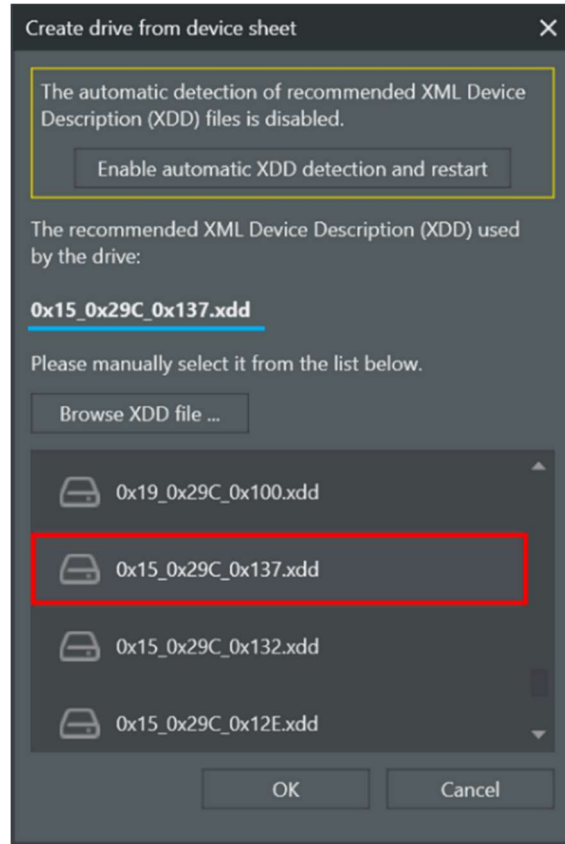 Create drive from device sheet
The automatic detection of recommended XML Device
Description (XDD) files is disabled.
Enable automatic XDD detection and restart
The recommended XML Device Description (XDD) used
by the drive:
0x15_0x29C_0x137.xdd
Please manually select it from the list below.
Browse XDD file ...
0x19_0x29C_0x100.xdd
0x15_0x29C_0x137.xdd
0x15_0x29C_0x132.xdd
0x15_0x29C_0x12E.xdd
OK Cancel